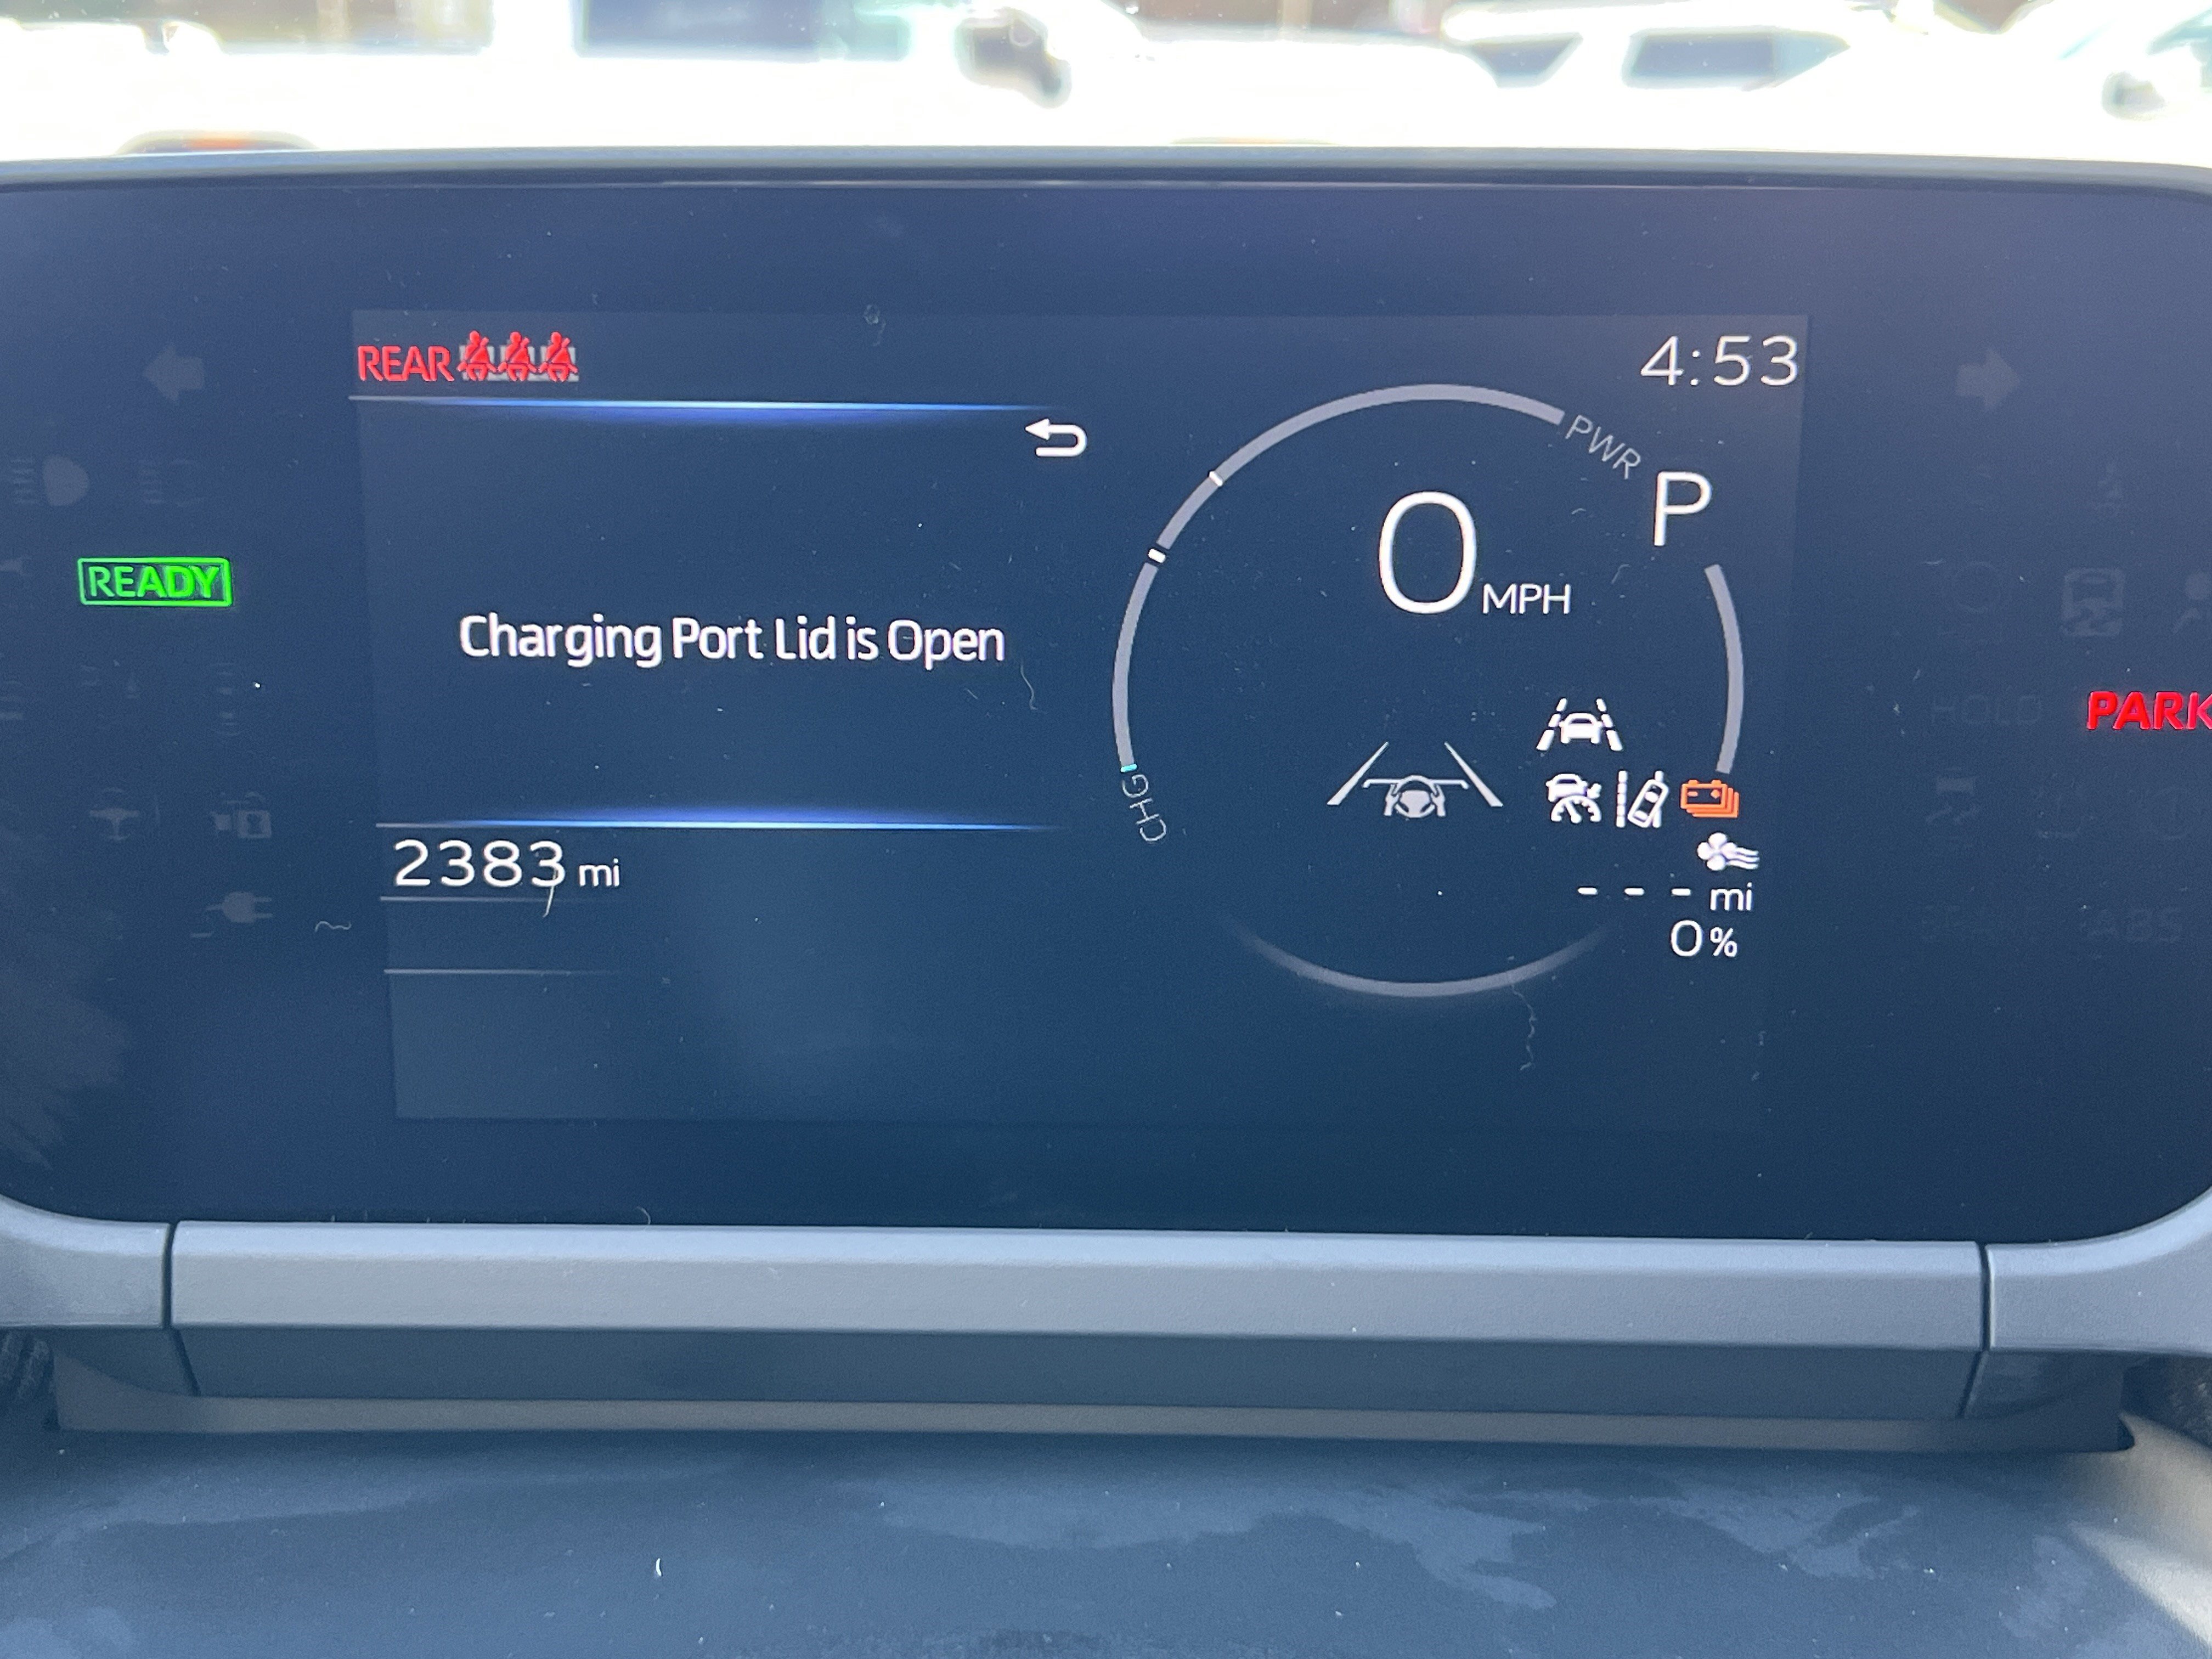 REAR
4:53
PWR
P
0 MPH
READY
Charging Port Lid is Open
PARK
CHG
2383 mi
- - - mi
0%